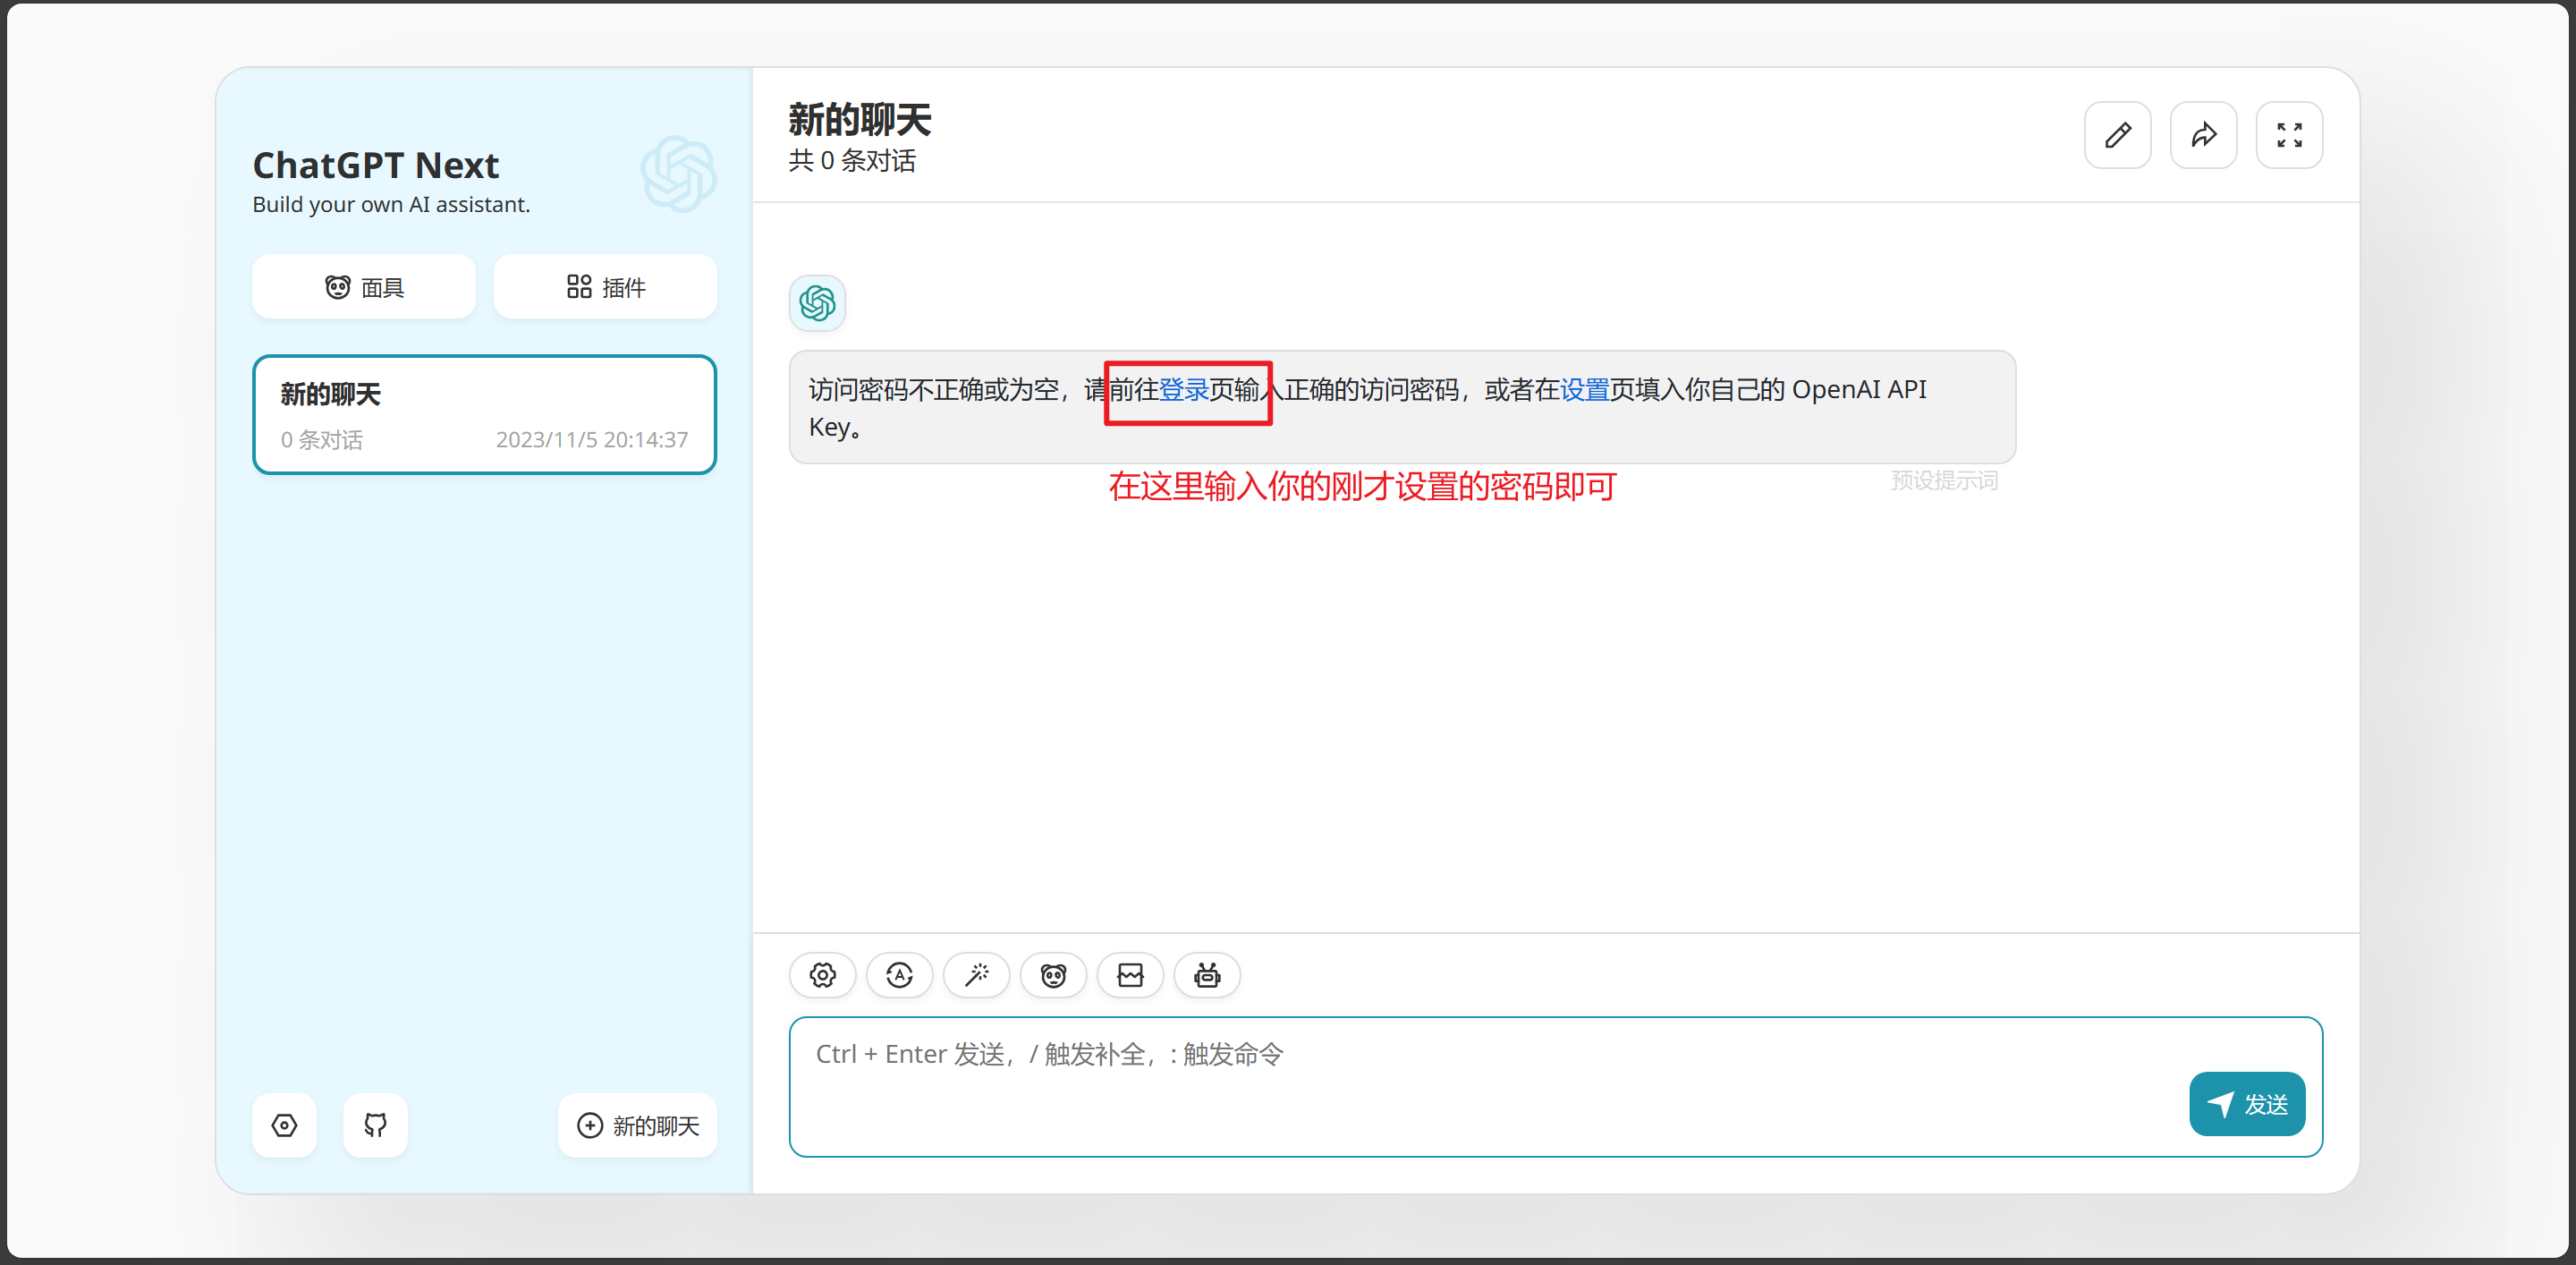 ChatGPT Next
Build your own AI assistant.
面具
插件
新的聊天
0 条对话
2023/11/5 20:14:37
新的聊天
新的聊天
共 0 条对话
访问密码不正确或为空，请前往登录页输入正确的访问密码，或者在设置页填入你自己的 OpenAI API
Key。
在这里输入你的刚才设置的密码即可
预设提示词
A
Ctrl + Enter 发送，/ 触发补全，: 触发命令
发送